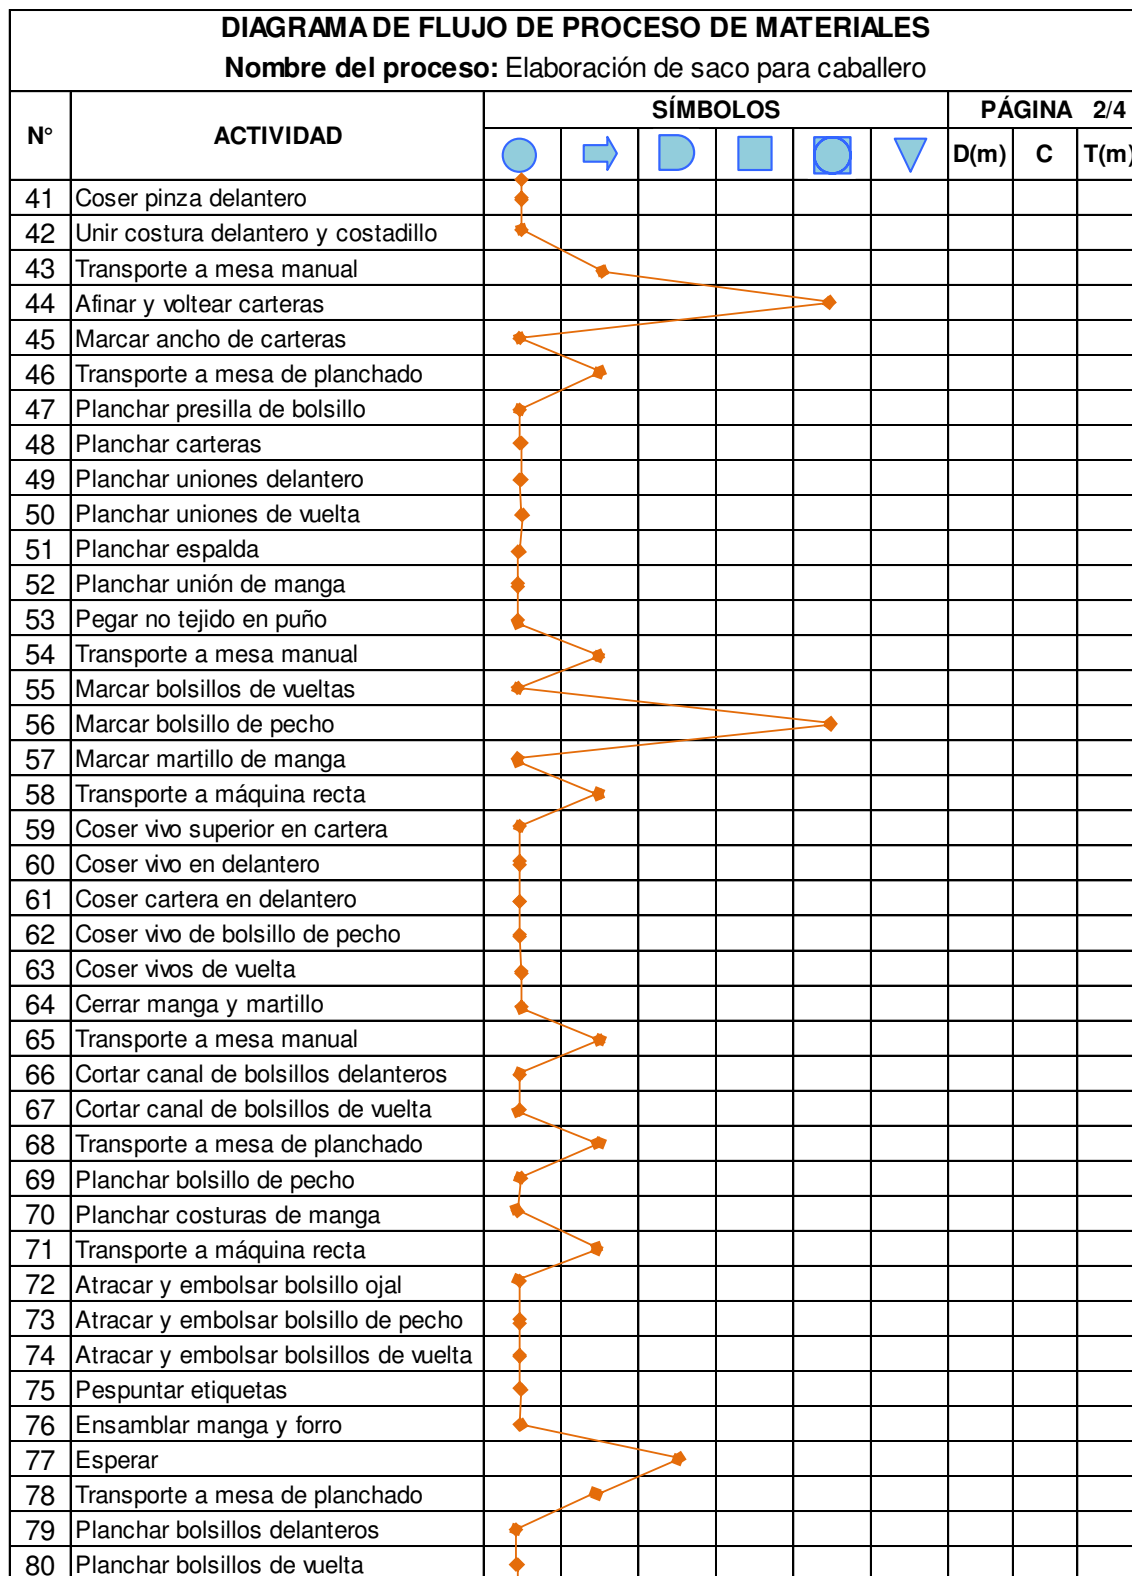 DIAGRAMA DE FLUJO DE PROCESO DE MATERIALES
Nombre del proceso: Elaboración de saco para caballero
N° ACTIVIDAD SÍMBOLOS PÁGINA 2/4
D(m) C T(m)
41 Coser pinza delantero
42 Unir costura delantero y costadillo
43 Transporte a mesa manual
44 Afinar y voltear carteras
45 Marcar ancho de carteras
46 Transporte a mesa de planchado
47 Planchar presilla de bolsillo
48 Planchar carteras
49 Planchar uniones delantero
50 Planchar uniones de vuelta
51 Planchar espalda
52 Planchar unión de manga
53 Pegar no tejido en puño
54 Transporte a mesa manual
55 Marcar bolsillos de vueltas
56 Marcar bolsillo de pecho
57 Marcar martillo de manga
58 Transporte a máquina recta
59 Coser vivo superior en cartera
60 Coser vivo en delantero
61 Coser cartera en delantero
62 Coser vivo de bolsillo de pecho
63 Coser vivos de vuelta
64 Cerrar manga y martillo
65 Transporte a mesa manual
66 Cortar canal de bolsillos delanteros
67 Cortar canal de bolsillos de vuelta
68 Transporte a mesa de planchado
69 Planchar bolsillo de pecho
70 Planchar costuras de manga
71 Transporte a máquina recta
72 Atracar y embolsar bolsillo ojal
73 Atracar y embolsar bolsillo de pecho
74 Atracar y embolsar bolsillos de vuelta
75 Pespuntar etiquetas
76 Ensamblar manga y forro
77 Esperar
78 Transporte a mesa de planchado
79 Planchar bolsillos delanteros
80 Planchar bolsillos de vuelta